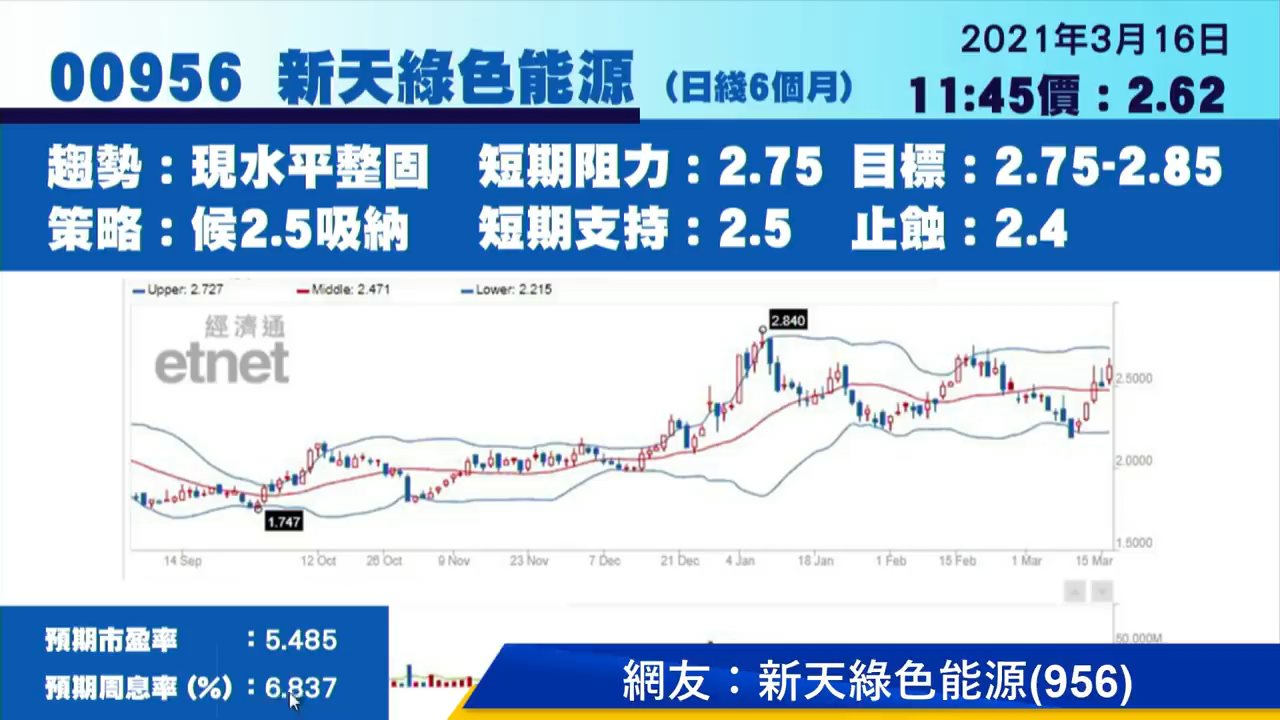 2021年3月16日
00956 新天綠色能源 (日綫6個月)
11:45價：2.62
趨勢：現水平整固 短期阻力：2.75 目標：2.75-2.85
策略：候2.5吸納 短期支持：2.5 止蝕：2.4
Upper: 2.727 Middle: 2.471 Lower: 2.215
經濟通
etnet
2.840
2.5000
2.0000
1.747
1.5000
14 Sep 12 Oct 26 Oct 9 Nov 23 Nov 7 Dec 21 Dec 4 Jan 18 Jan 1 Feb 15 Feb 1 Mar 15 Mar
50.000M
預期市盈率 ：5.485
預期周息率 (%)：6.837
網友：新天綠色能源(956)